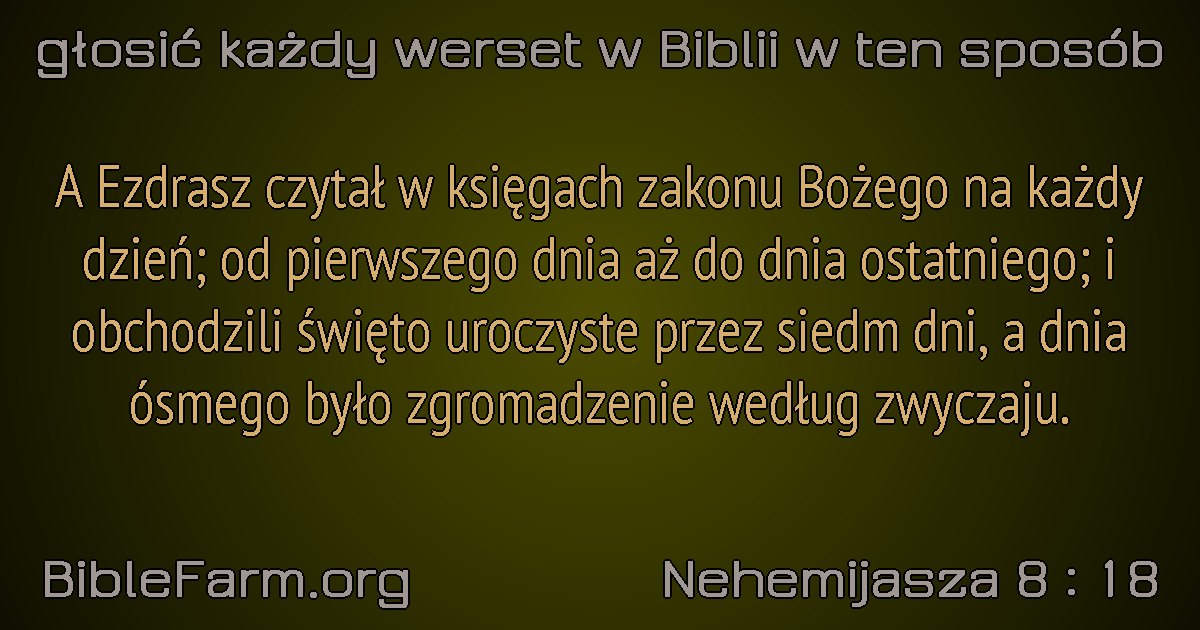 głosić każdy werset w Biblii w ten sposób
A Ezdrasz czytał w księgach zakonu Bożego na każdy
dzień; od pierwszego dnia aż do dnia ostatniego; i
obchodzili święto uroczyste przez siedm dni, a dnia
ósmego było zgromadzenie według zwyczaju.
BibleFarm.org
Nehemijasza 8 : 18